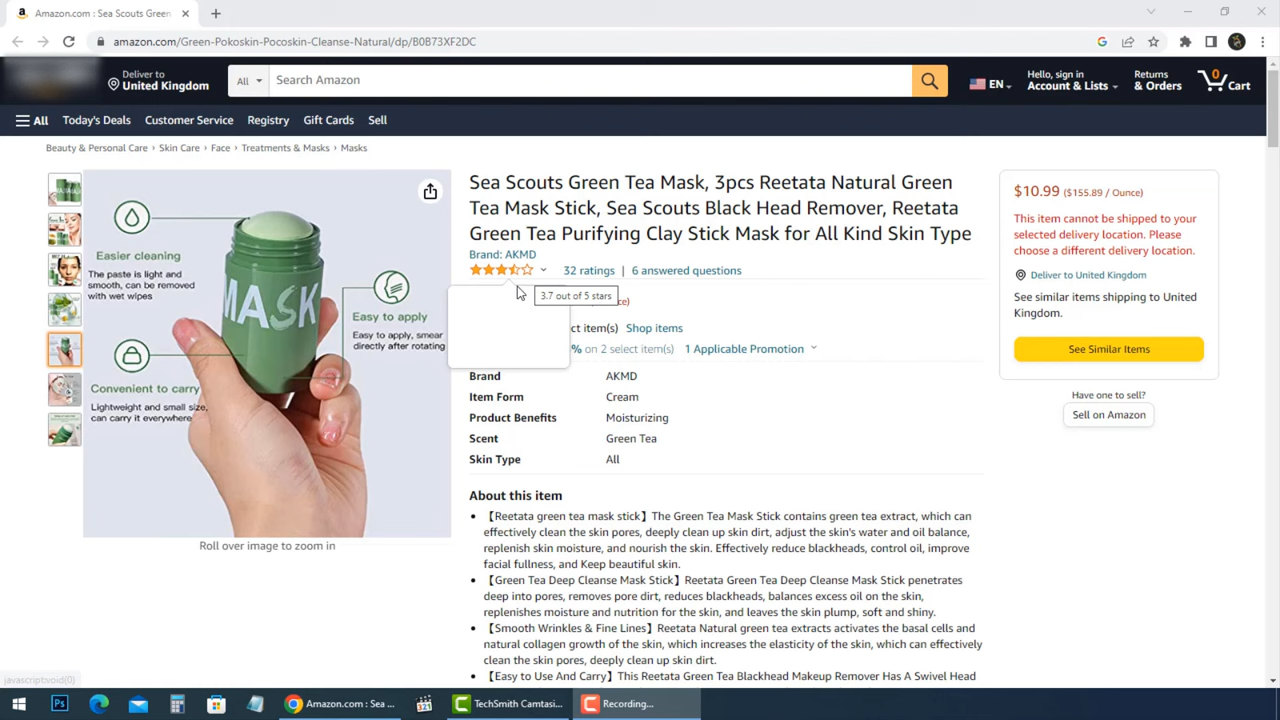 Amazon.com : Sea Scouts Green
amazon.com/Green-Pokoskin-Pocoskin-Cleanse-Natural/dp/B0B73XF2DC
Deliver to
United Kingdom
All
Search Amazon
EN
Hello, sign in
Account & Lists
Returns
& Orders
0
Cart
All
Today's Deals
Customer Service
Registry
Gift Cards
Sell
Beauty & Personal Care › Skin Care › Face › Treatments & Masks › Masks
Easier cleaning
The paste is light and
smooth, can be removed
with wet wipes
Convenient to carry
Lightweight and small size,
can carry it everywhere
MASK
Easy to apply
Easy to apply, smear
directly after rotating
Roll over image to zoom in
Sea Scouts Green Tea Mask, 3pcs Reetata Natural Green
Tea Mask Stick, Sea Scouts Black Head Remover, Reetata
Green Tea Purifying Clay Stick Mask for All Kind Skin Type
Brand: AKMD
32 ratings | 6 answered questions
3.7 out of 5 stars
ce)
ct item(s) Shop items
% on 2 select item(s) 1 Applicable Promotion
Brand AKMD
Item Form Cream
Product Benefits Moisturizing
Scent Green Tea
Skin Type All
About this item
• 【Reetata green tea mask stick】The Green Tea Mask Stick contains green tea extract, which can
effectively clean the skin pores, deeply clean up skin dirt, adjust the skin's water and oil balance,
replenish skin moisture, and nourish the skin. Effectively reduce blackheads, control oil, improve
facial fullness, and Keep beautiful skin.
• 【Green Tea Deep Cleanse Mask Stick】Reetata Green Tea Deep Cleanse Mask Stick penetrates
deep into pores, removes pore dirt, reduces blackheads, balances excess oil on the skin,
replenishes moisture and nutrition for the skin, and leaves the skin plump, soft and shiny.
• 【Smooth Wrinkles & Fine Lines】Reetata Natural green tea extracts activates the basal cells and
natural collagen growth of the skin, which increases the elasticity of the skin, which can effectively
clean the skin pores, deeply clean up skin dirt.
• 【Easy to Use And Carry】This Reetata Green Tea Blackhead Makeup Remover Has A Swivel Head
$10.99 ($155.89 / Ounce)
This item cannot be shipped to your
selected delivery location. Please
choose a different delivery location.
Deliver to United Kingdom
See similar items shipping to United
Kingdom.
See Similar Items
Have one to sell?
Sell on Amazon
javascript:void(0)
Ps
Amazon.com : Sea ...
TechSmith Camtasi...
Recording...